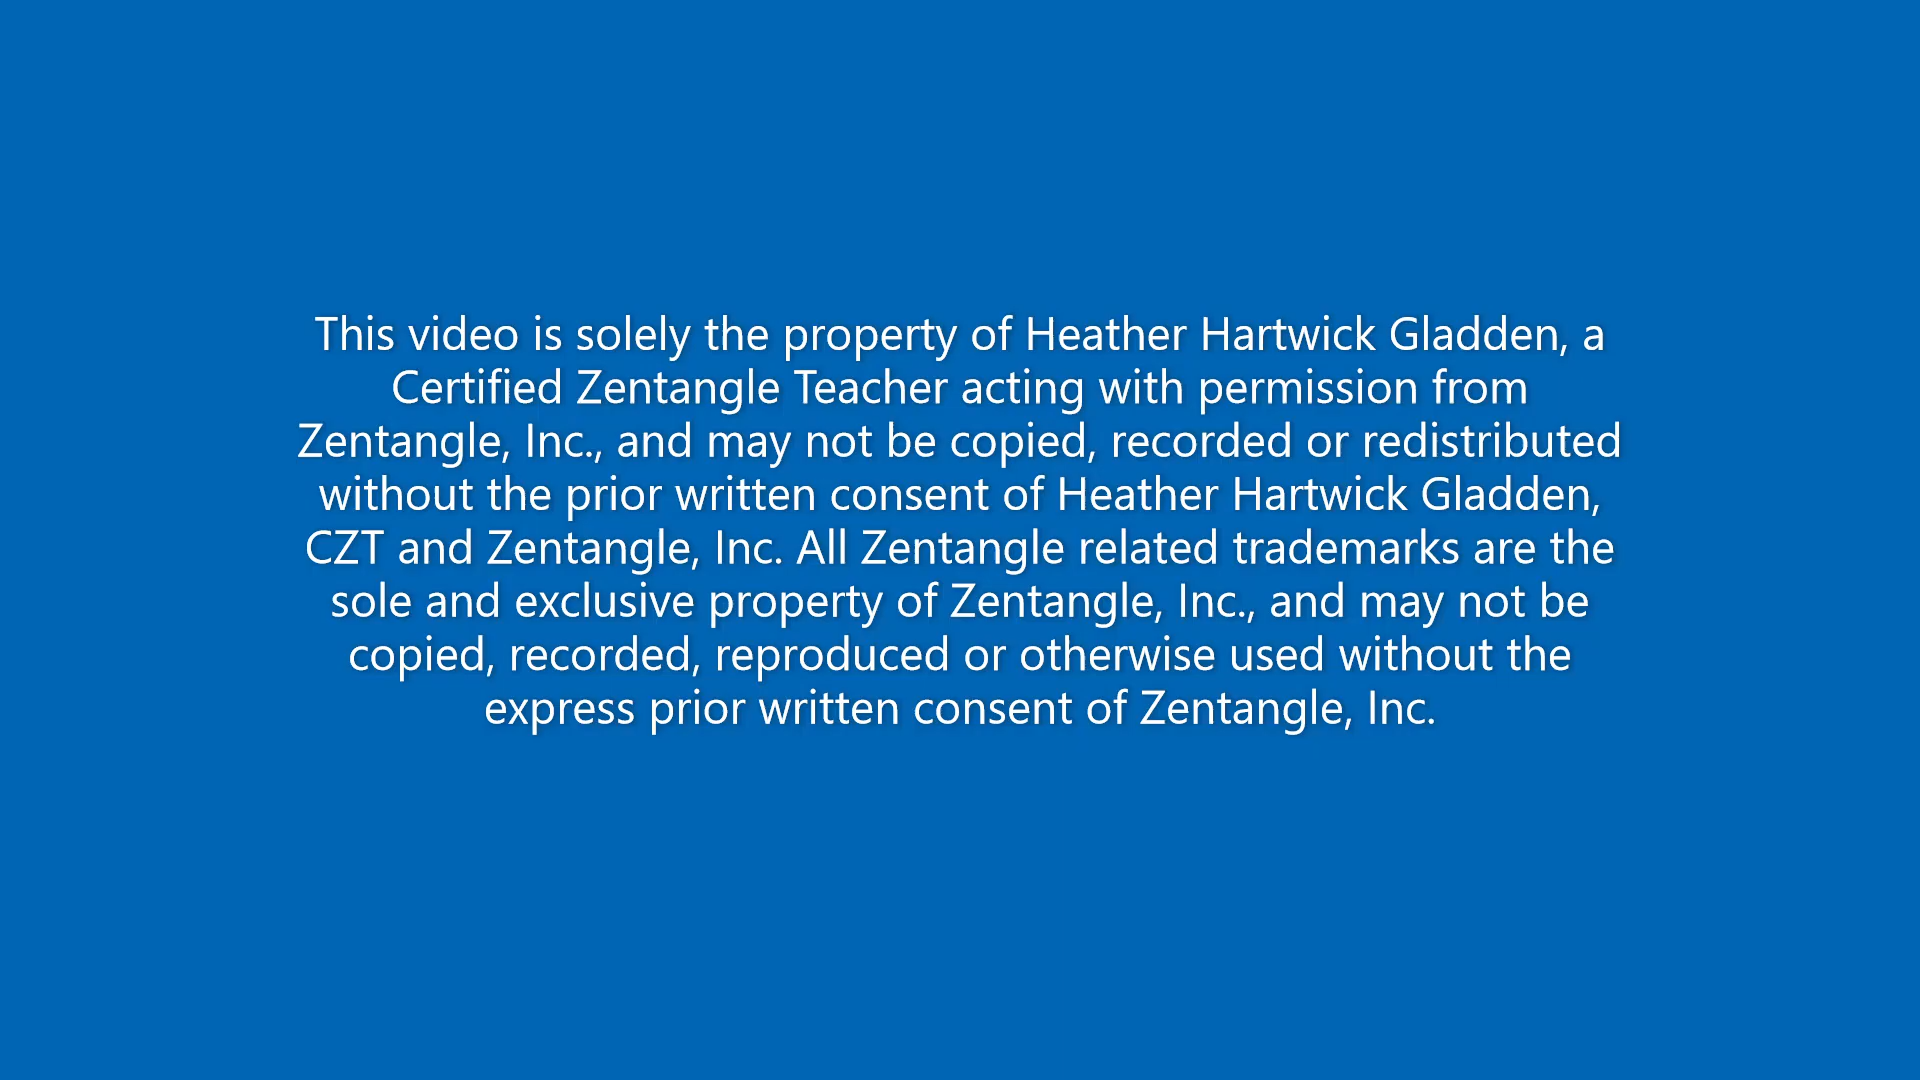 This video is solely the property of Heather Hartwick Gladden, a
Certified Zentangle Teacher acting with permission from
Zentangle, Inc., and may not be copied, recorded or redistributed
without the prior written consent of Heather Hartwick Gladden,
CZT and Zentangle, Inc. All Zentangle related trademarks are the
sole and exclusive property of Zentangle, Inc., and may not be
copied, recorded, reproduced or otherwise used without the
express prior written consent of Zentangle, Inc.